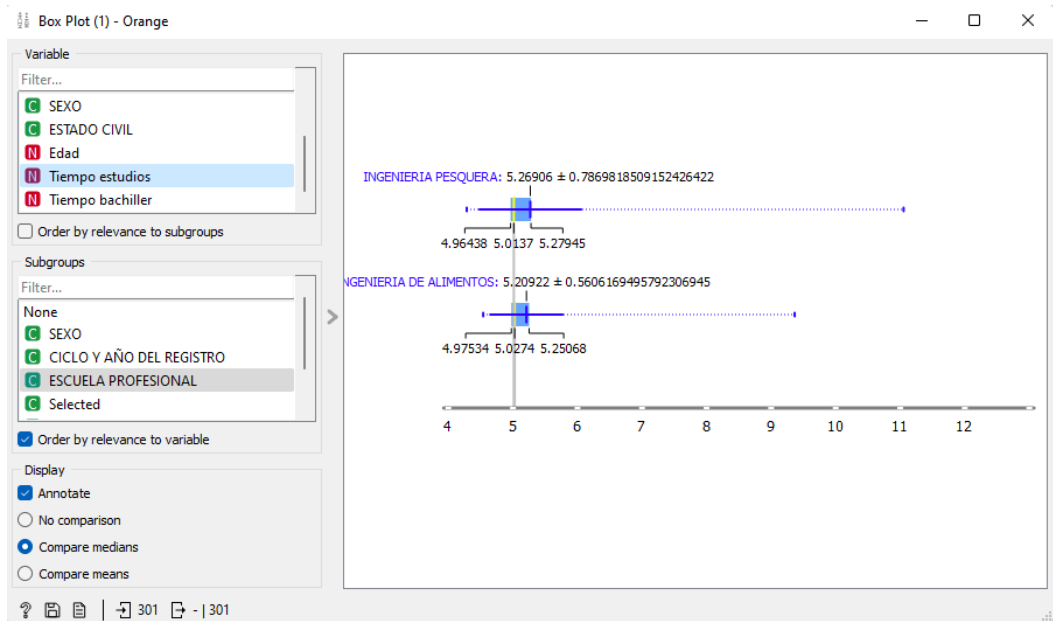 Box Plot (1) - Orange
Variable
Filter...
C SEXO
C ESTADO CIVIL
N Edad
N Tiempo estudios
N Tiempo bachiller
Order by relevance to subgroups
Subgroups
Filter...
None
C SEXO
C CICLO Y AÑO DEL REGISTRO
C ESCUELA PROFESIONAL
C Selected
Order by relevance to variable
Display
Annotate
No comparison
Compare medians
Compare means
? 301 - | 301
INGENIERIA PESQUERA: 5.26906 ± 0.7869818509152426422
4.96438 5.0137 5.27945
NGENIERIA DE ALIMENTOS: 5.20922 ± 0.5606169495792306945
4.97534 5.0274 5.25068
4 5 6 7 8 9 10 11 12